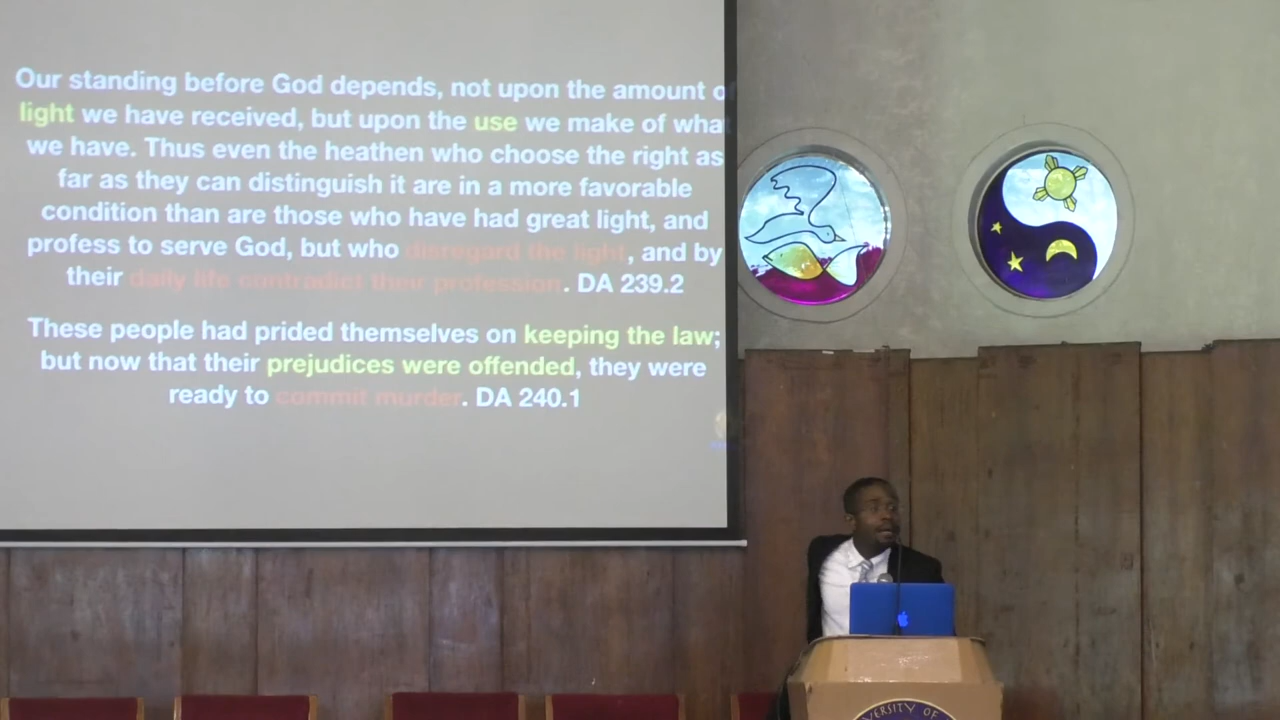 Our standing before God depends, not upon the amount of
light we have received, but upon the use we make of what
we have. Thus even the heathen who choose the right as
far as they can distinguish it are in a more favorable
condition than are those who have had great light, and
profess to serve God, but who disregard the light, and by
their daily life contradict their profession. DA 239.2
These people had prided themselves on keeping the law;
but now that their prejudices were offended, they were
ready to commit murder. DA 240.1
UNIVERSITY OF